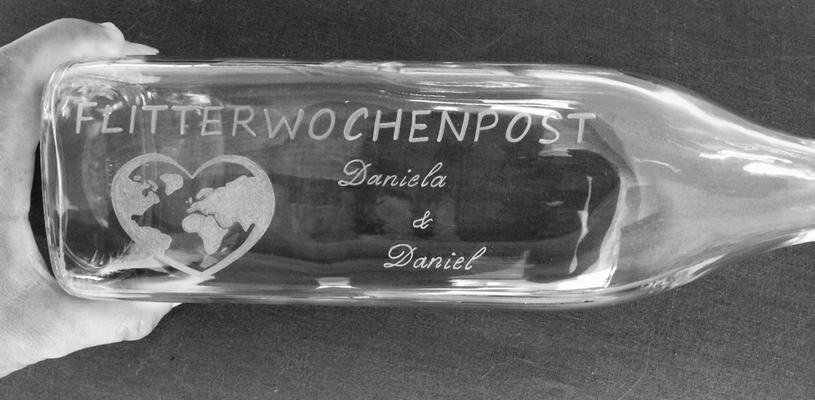 FLITTERWOCHENPOST
Daniela
&
Daniel